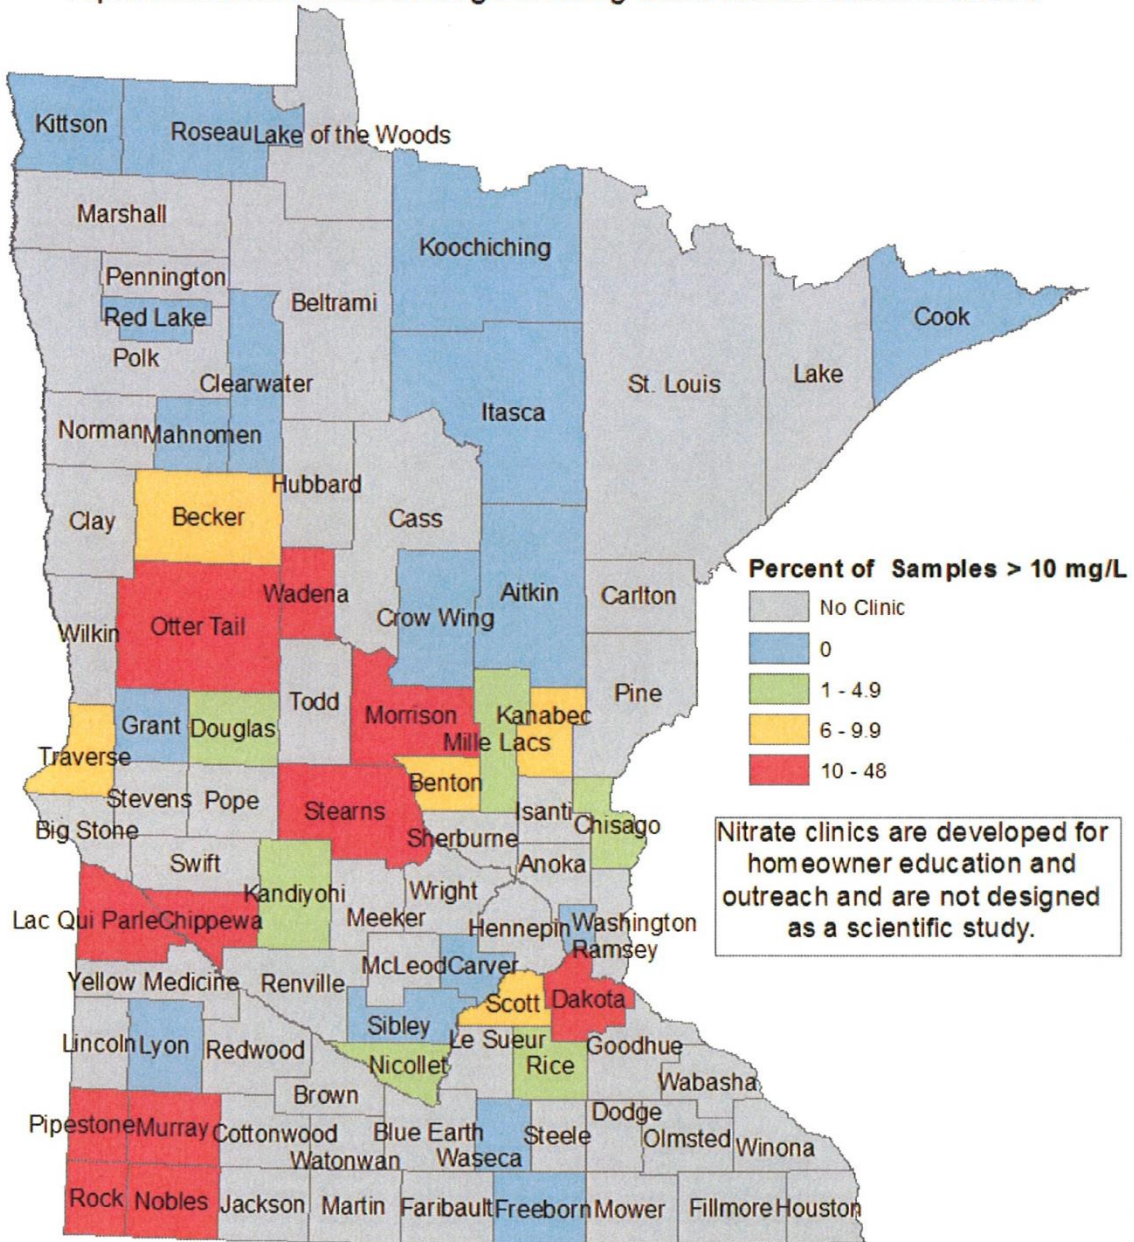 Kittson
Roseau
Lake of the Woods
Marshall
Koochiching
Pennington
Beltrami
Red Lake
Cook
Polk
Clearwater
St. Louis
Lake
Itasca
Norman
Mahnomen
Hubbard
Clay
Becker
Cass
Percent of Samples > 10 mg/L
No Clinic
0
1 - 4.9
6 - 9.9
10 - 48
Wadena
Aitkin
Carlton
Crow Wing
Wilkin
Otter Tail
Pine
Todd
Morrison
Kanabec
Grant
Douglas
Mille Lacs
Traverse
Benton
Stevens
Pope
Stearns
Isanti
Chisago
Big Stone
Sherburne
Swift
Anoka
Nitrate clinics are developed for
homeowner education and
outreach and are not designed
as a scientific study.
Kandiyohi
Wright
Lac Qui Parle
Chippewa
Meeker
Hennepin
Washington
Ramsey
McLeod
Carver
Yellow Medicine
Renville
Scott
Dakota
Sibley
Le Sueur
Lincoln
Lyon
Redwood
Goodhue
Nicollet
Rice
Wabasha
Brown
Dodge
Pipestone
Murray
Cottonwood
Blue Earth
Steele
Olmsted
Winona
Watonwan
Waseca
Rock
Nobles
Jackson
Martin
Faribault
Freeborn
Mower
Fillmore
Houston